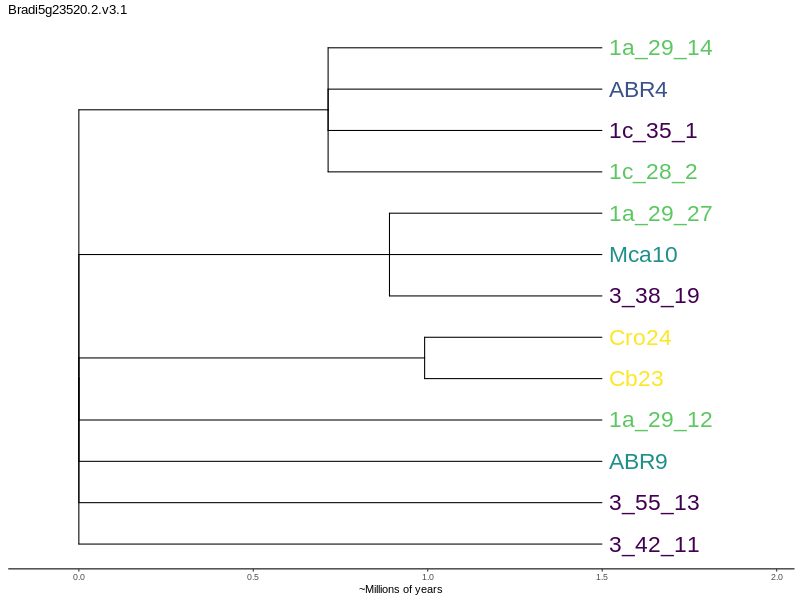 Bradi5g23520.2.v3.1
1a_29_14
ABR4
1c_35_1
1c_28_2
1a_29_27
Mca10
3_38_19
Cro24
Cb23
1a_29_12
ABR9
3_55_13
3_42_11
0.0 0.5 1.0 1.5 2.0
~Millions of years